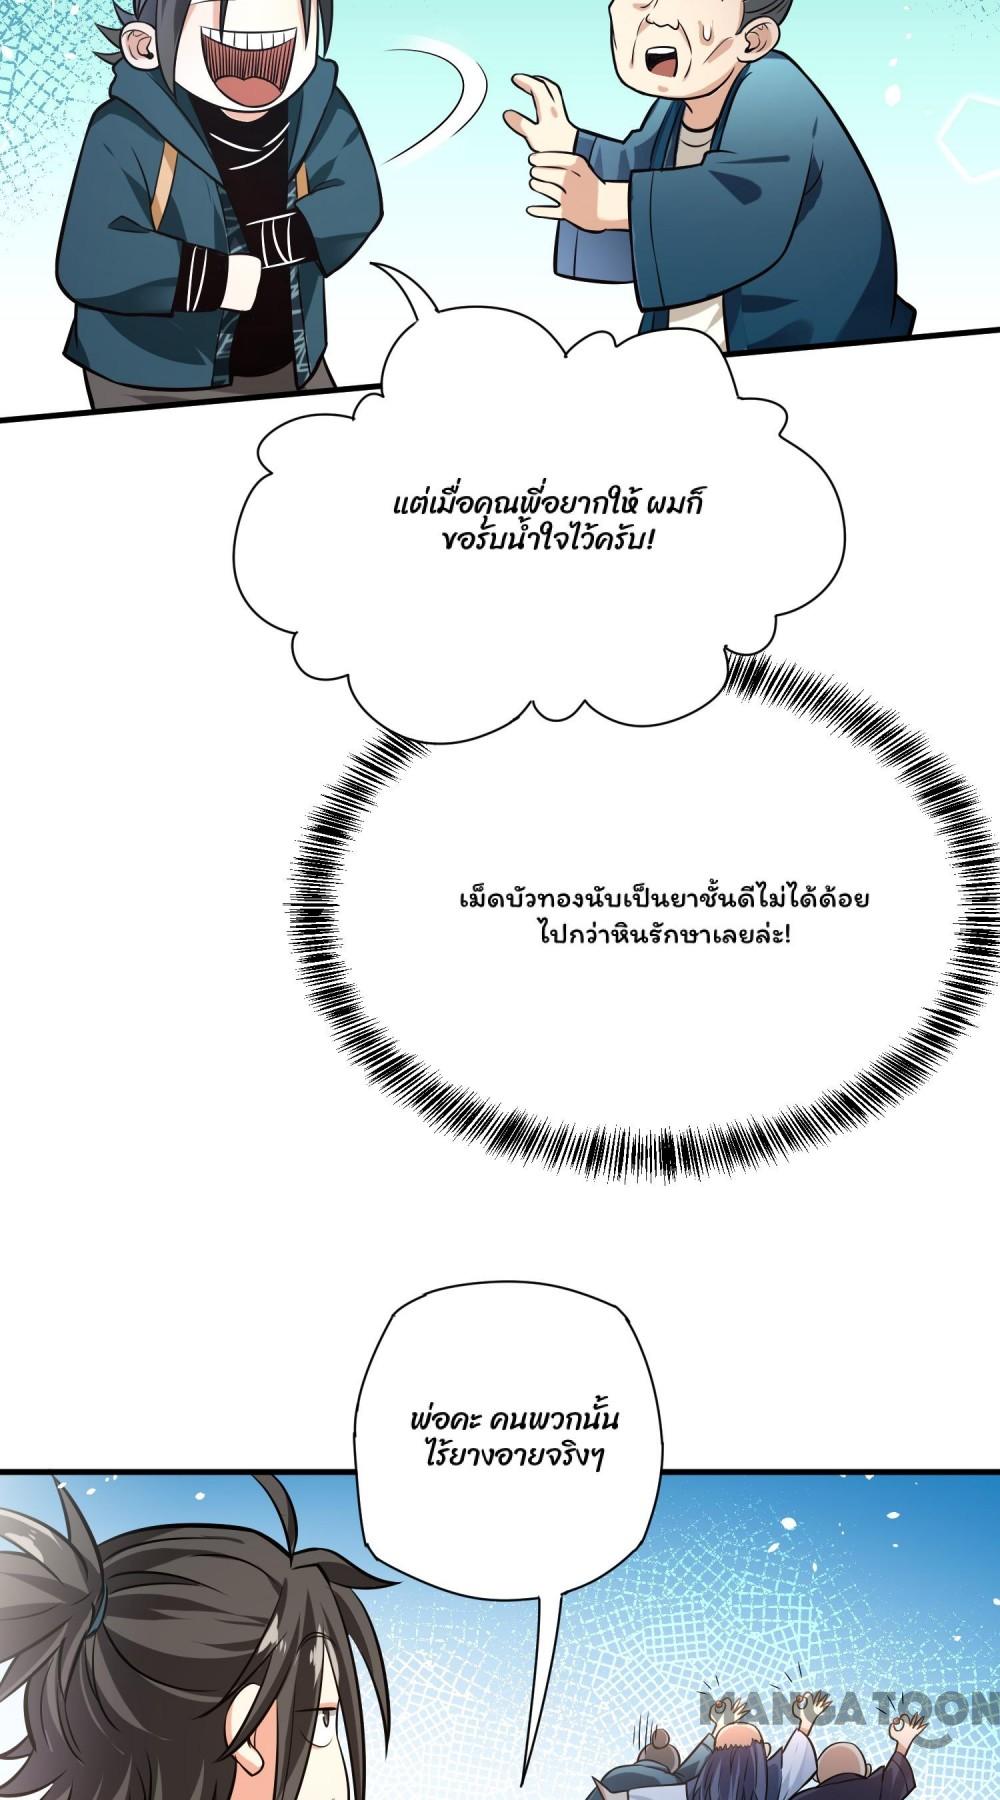 แต่เมื่อคุณพี่อยากให้ ผมก็
ขอรับน้ำใจไว้ครับ!
เม็ดบัวทองนับเป็นยาชั้นดีไม่ได้ด้อย
ไปกว่าหินรักษาเลยล่ะ!
พ่อคะ คนพวกนั้น
ไร้ยางอายจริงๆ
MANGATOON